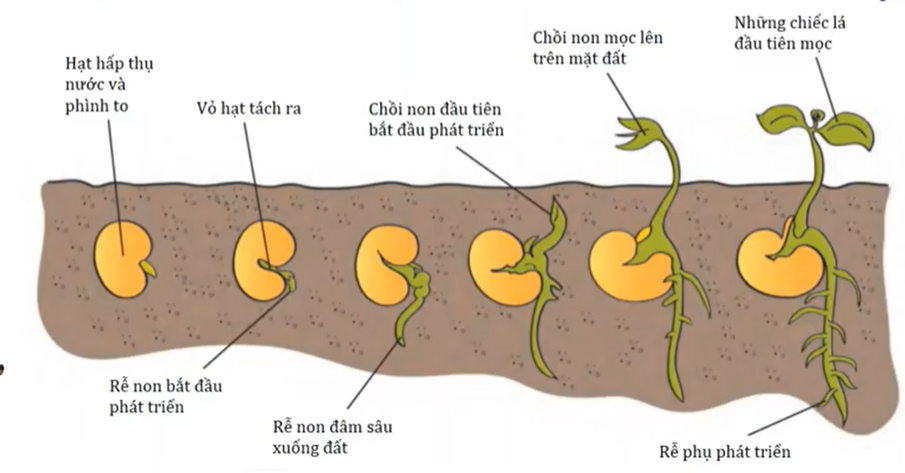 Hạt hấp thụ
nước và
phình to
Vỏ hạt tách ra
Chồi non đầu tiên
bắt đầu phát triển
Chồi non mọc lên
trên mặt đất
Những chiếc lá
đầu tiên mọc
Rễ non bắt đầu
phát triển
Rễ non đâm sâu
xuống đất
Rễ phụ phát triển